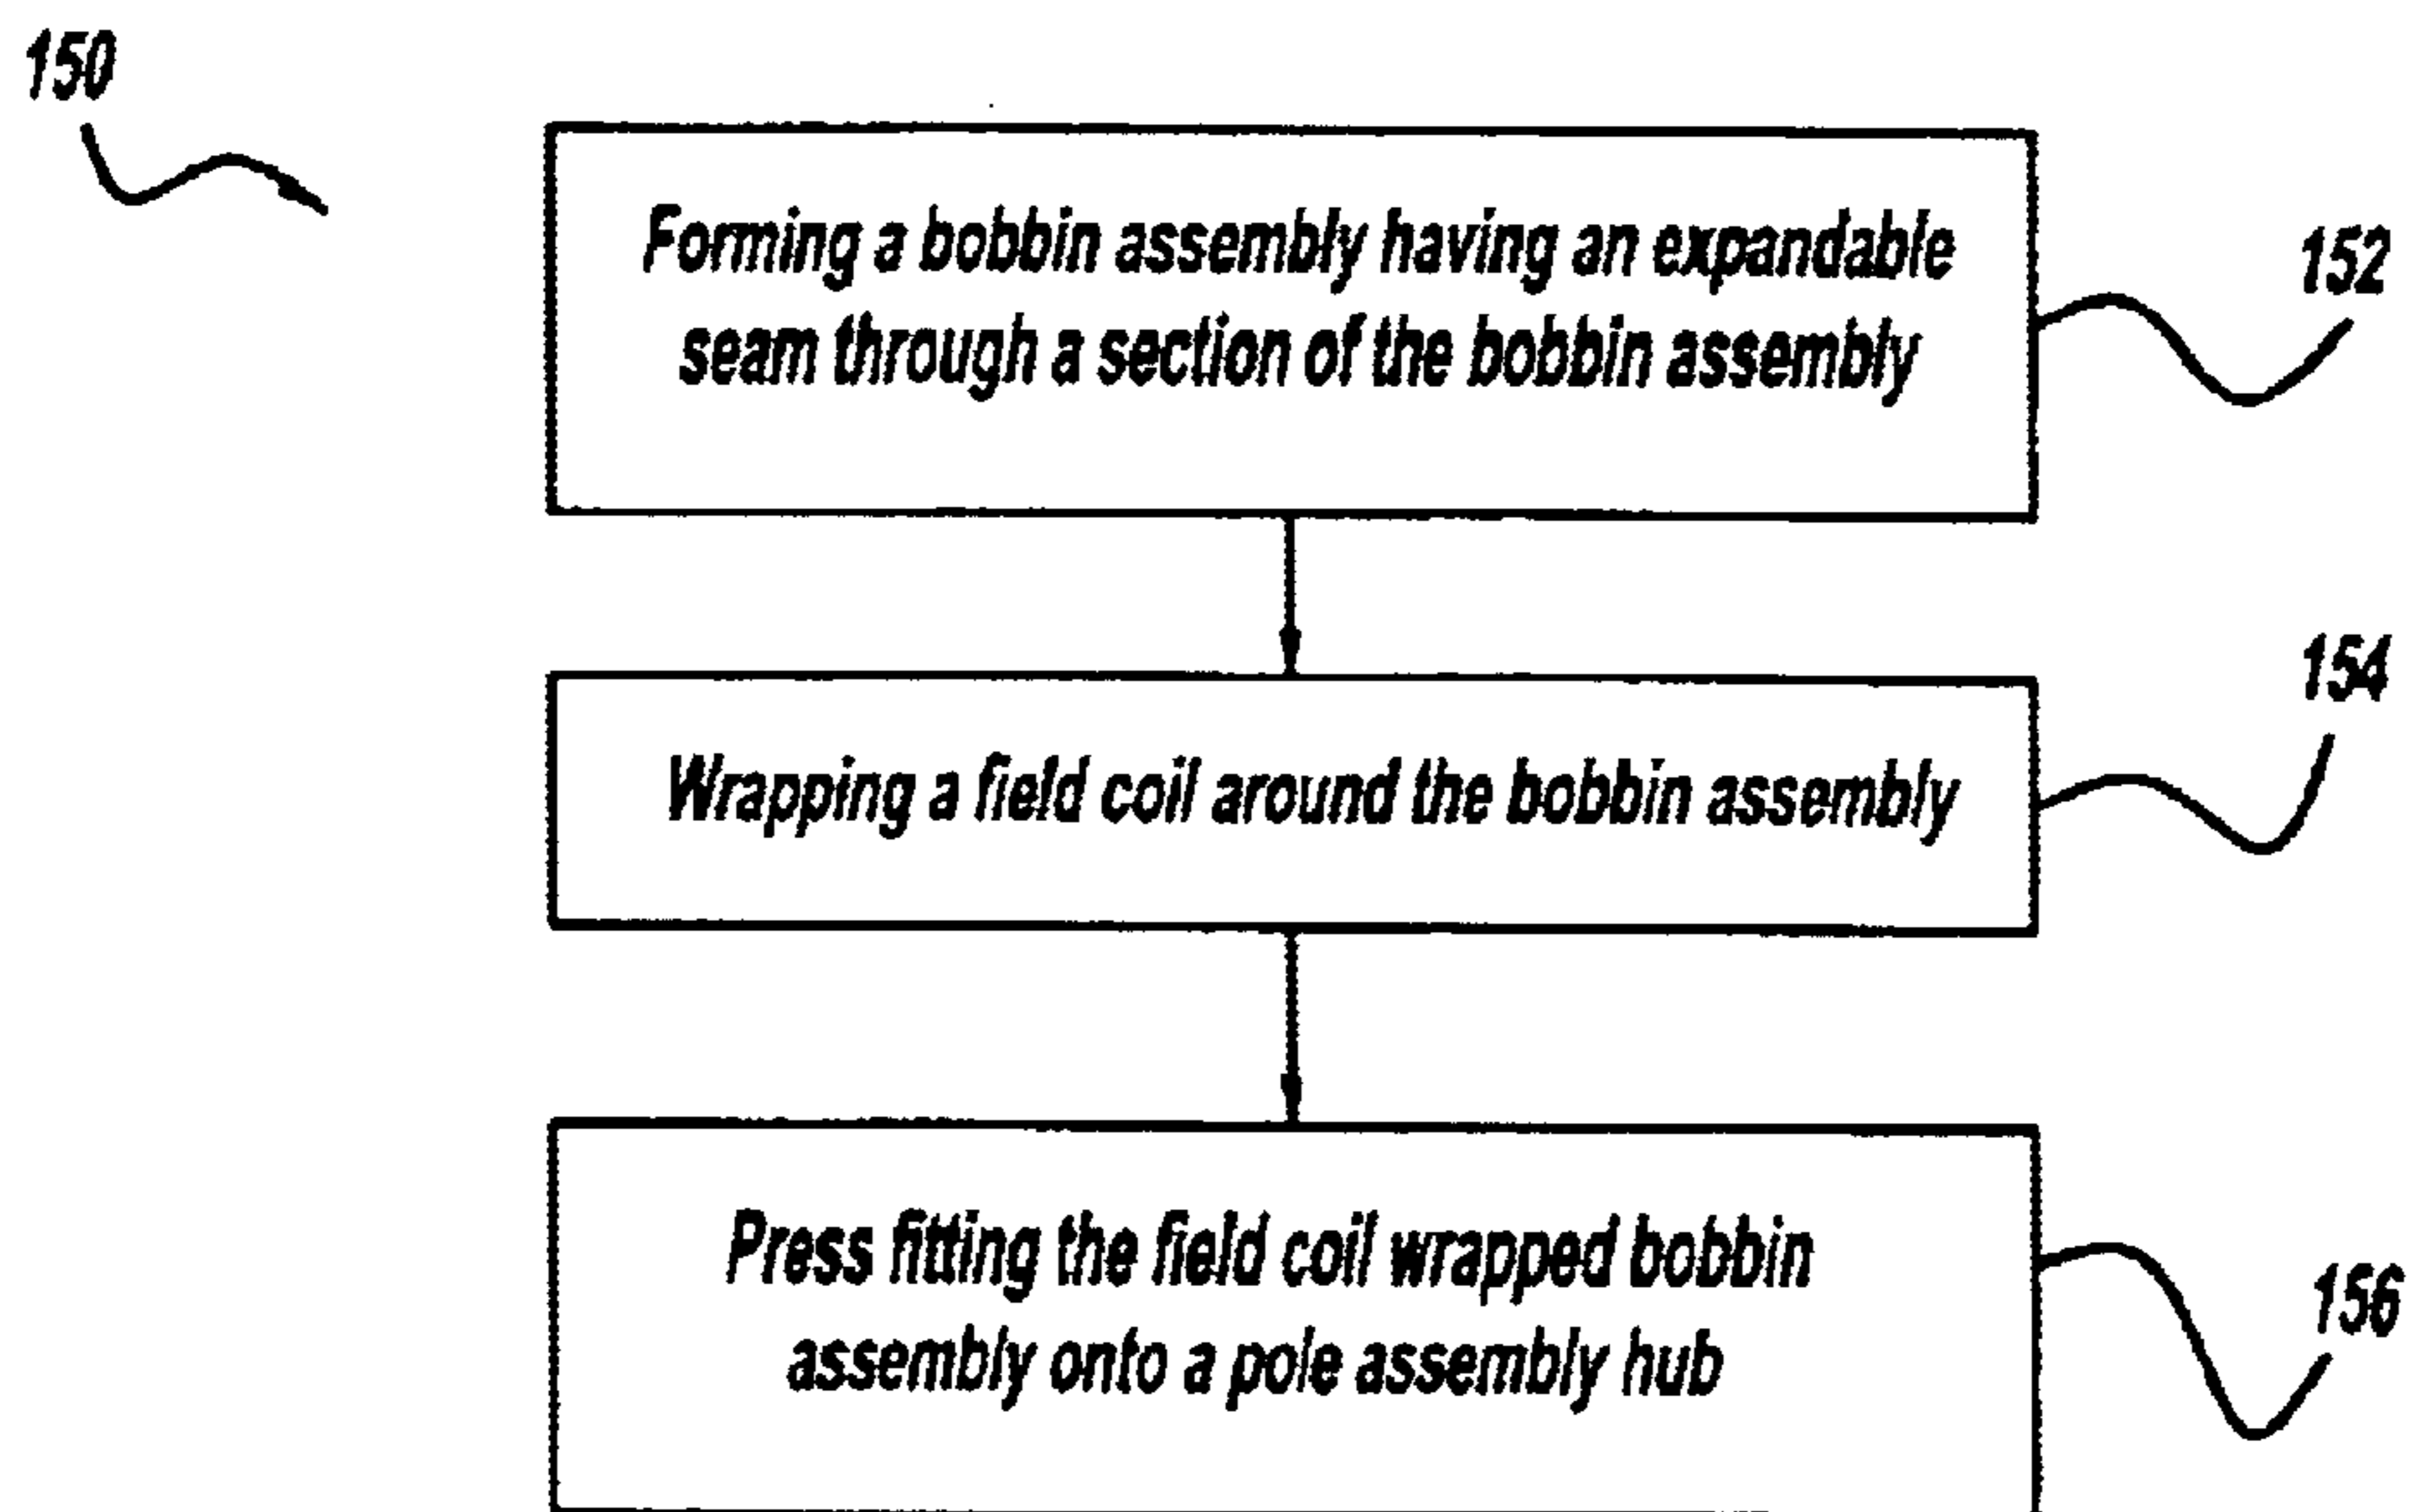 150
Forming a bobbin assembly having an expandable
seam through a section of the bobbin assembly
152
Wrapping a field coil around the bobbin assembly
154
Press fitting the field coil wrapped bobbin
assembly onto a pole assembly hub
156